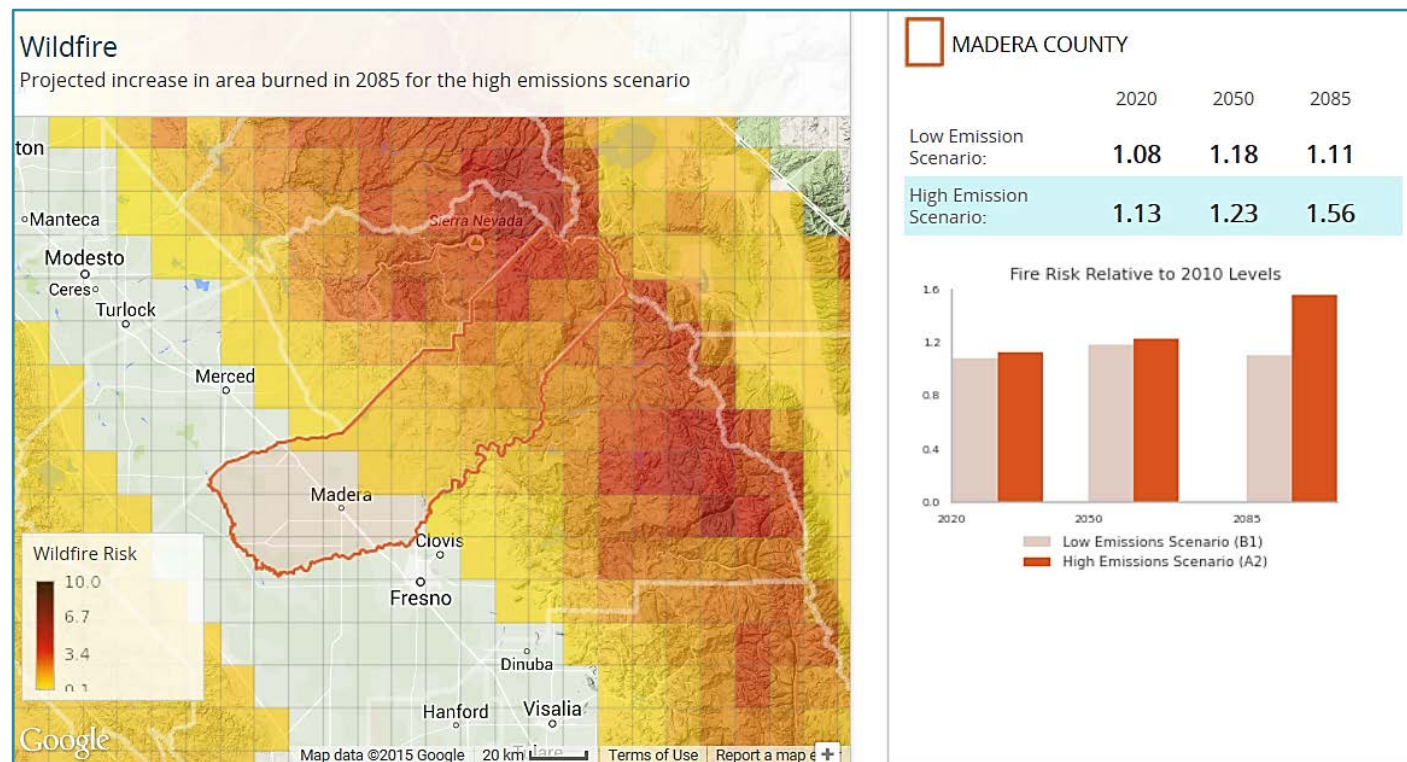 Wildfire
Projected increase in area burned in 2085 for the high emissions scenario
ton
Manteca
Modesto
Ceres
Turlock
Merced
Sierra Nevada
Madera
Clovis
Fresno
Dinuba
Hanford
Visalia
Wildfire Risk
10.0
6.7
3.4
0.1
Google
Map data ©2015 Google
20 km
Terms of Use
Report a map e
+
MADERA COUNTY
2020 2050 2085
Low Emission
Scenario: 1.08 1.18 1.11
High Emission
Scenario: 1.13 1.23 1.56
Fire Risk Relative to 2010 Levels
1.6
1.2
0.8
0.4
0.0
2020 2050 2085
Low Emissions Scenario (B1)
High Emissions Scenario (A2)